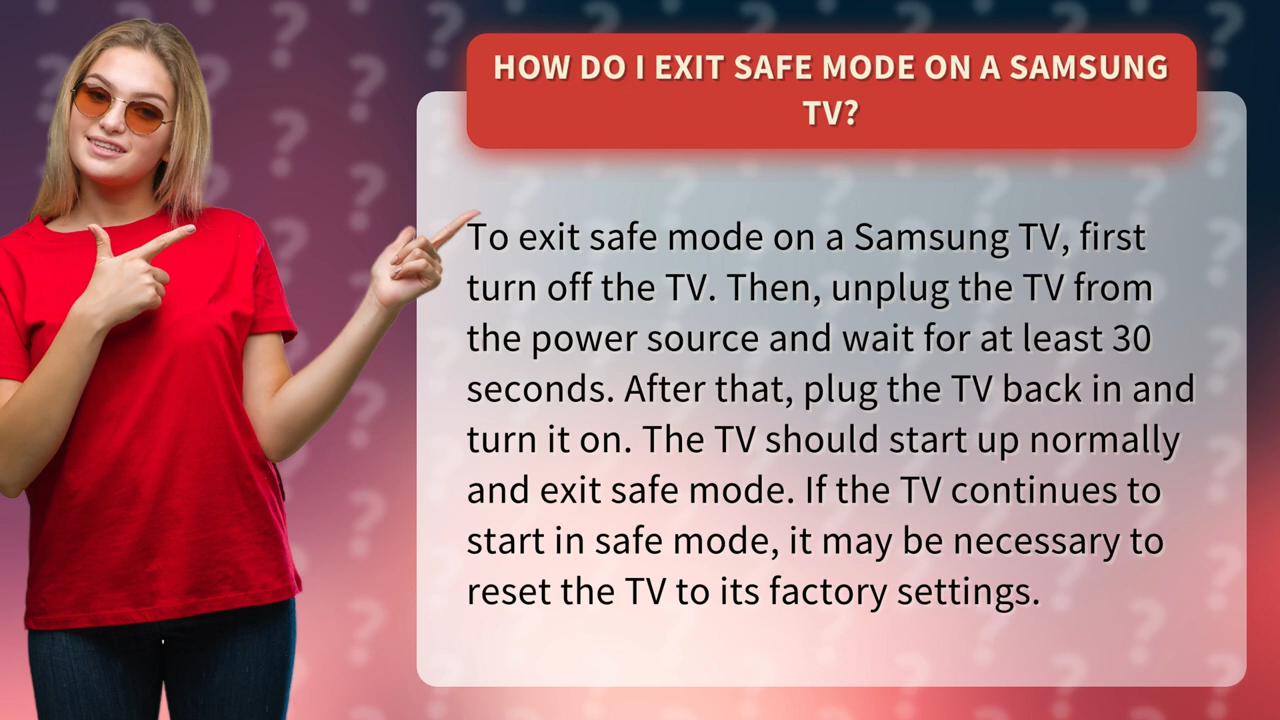 HOW DO I EXIT SAFE MODE ON A SAMSUNG
TV?
To exit safe mode on a Samsung TV, first
turn off the TV. Then, unplug the TV from
the power source and wait for at least 30
seconds. After that, plug the TV back in and
turn it on. The TV should start up normally
and exit safe mode. If the TV continues to
start in safe mode, it may be necessary to
reset the TV to its factory settings.